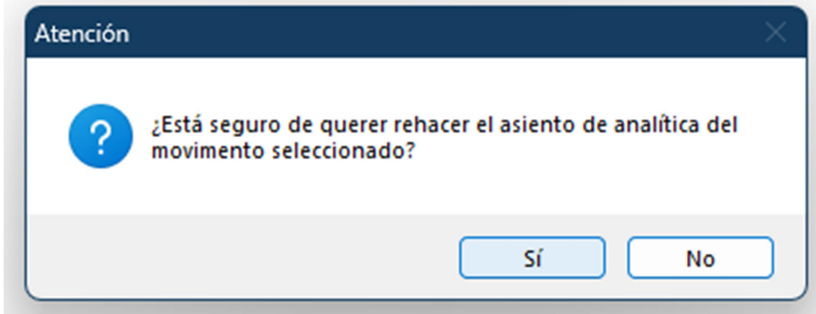 Atención
¿Está seguro de querer rehacer el asiento de analítica del
movimento seleccionado?
Sí
No